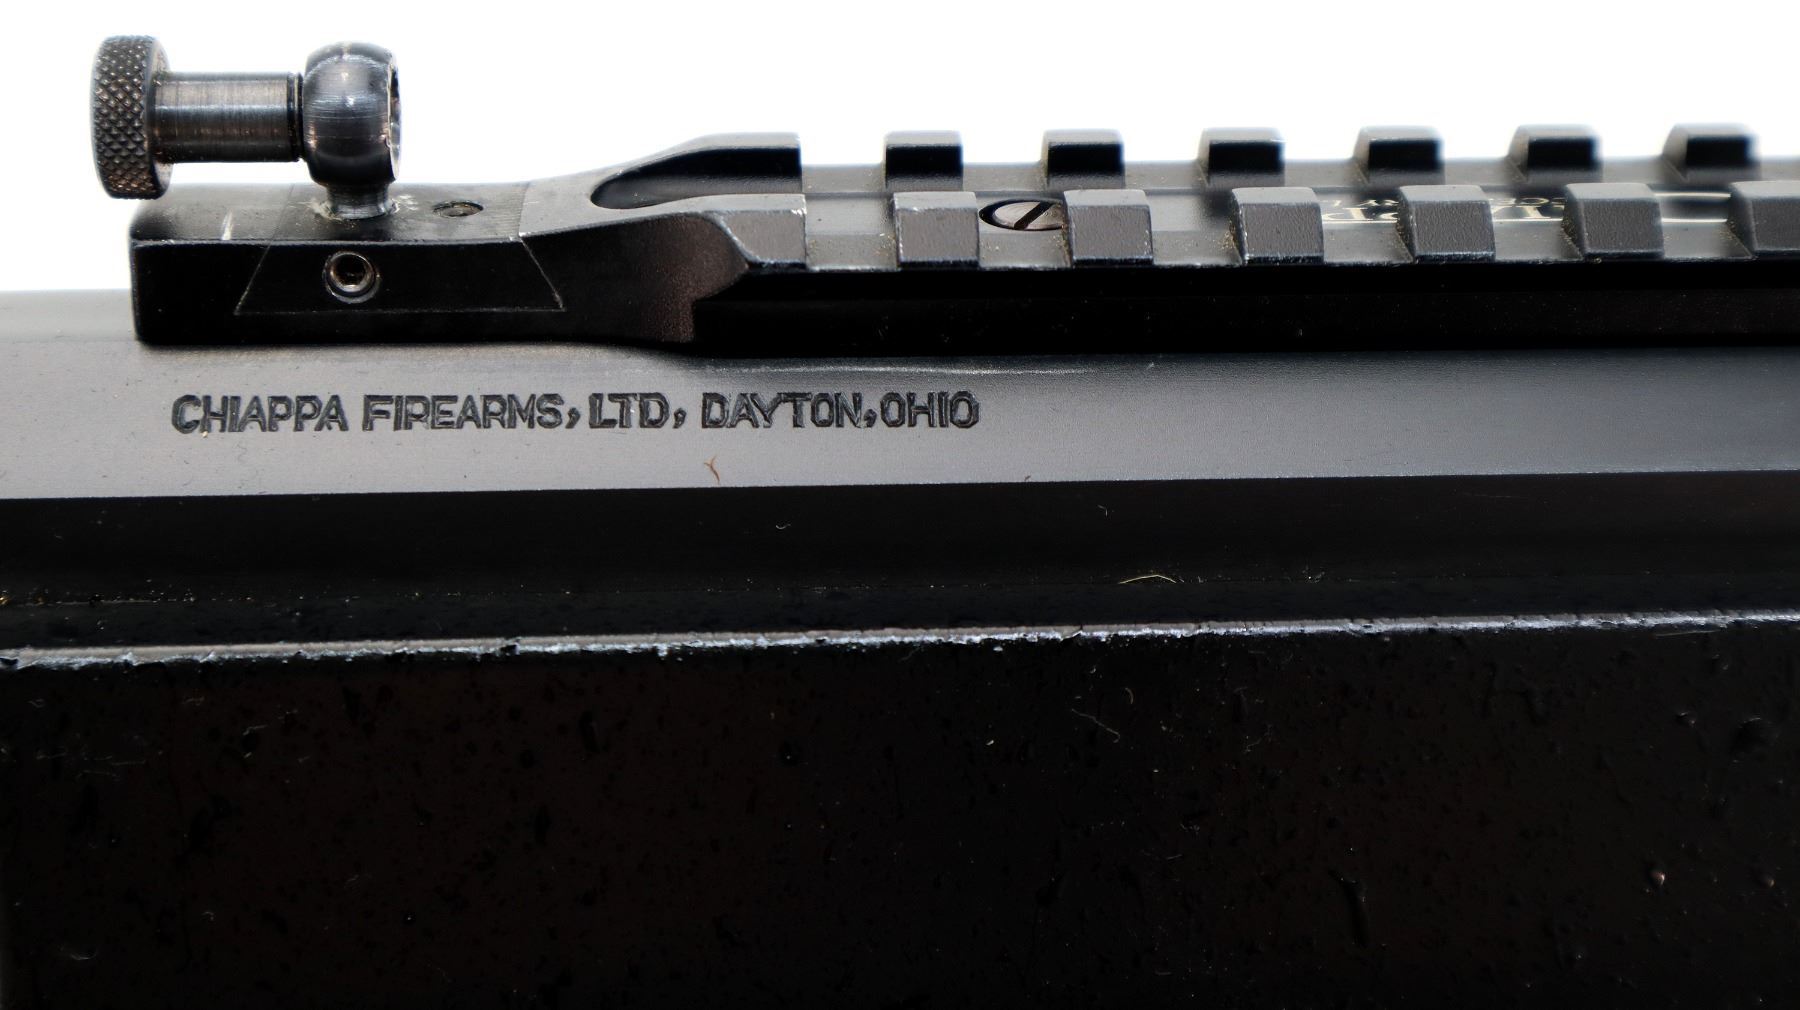 CHIAPPA FIREARMS, LTD, DAYTON, OHIO